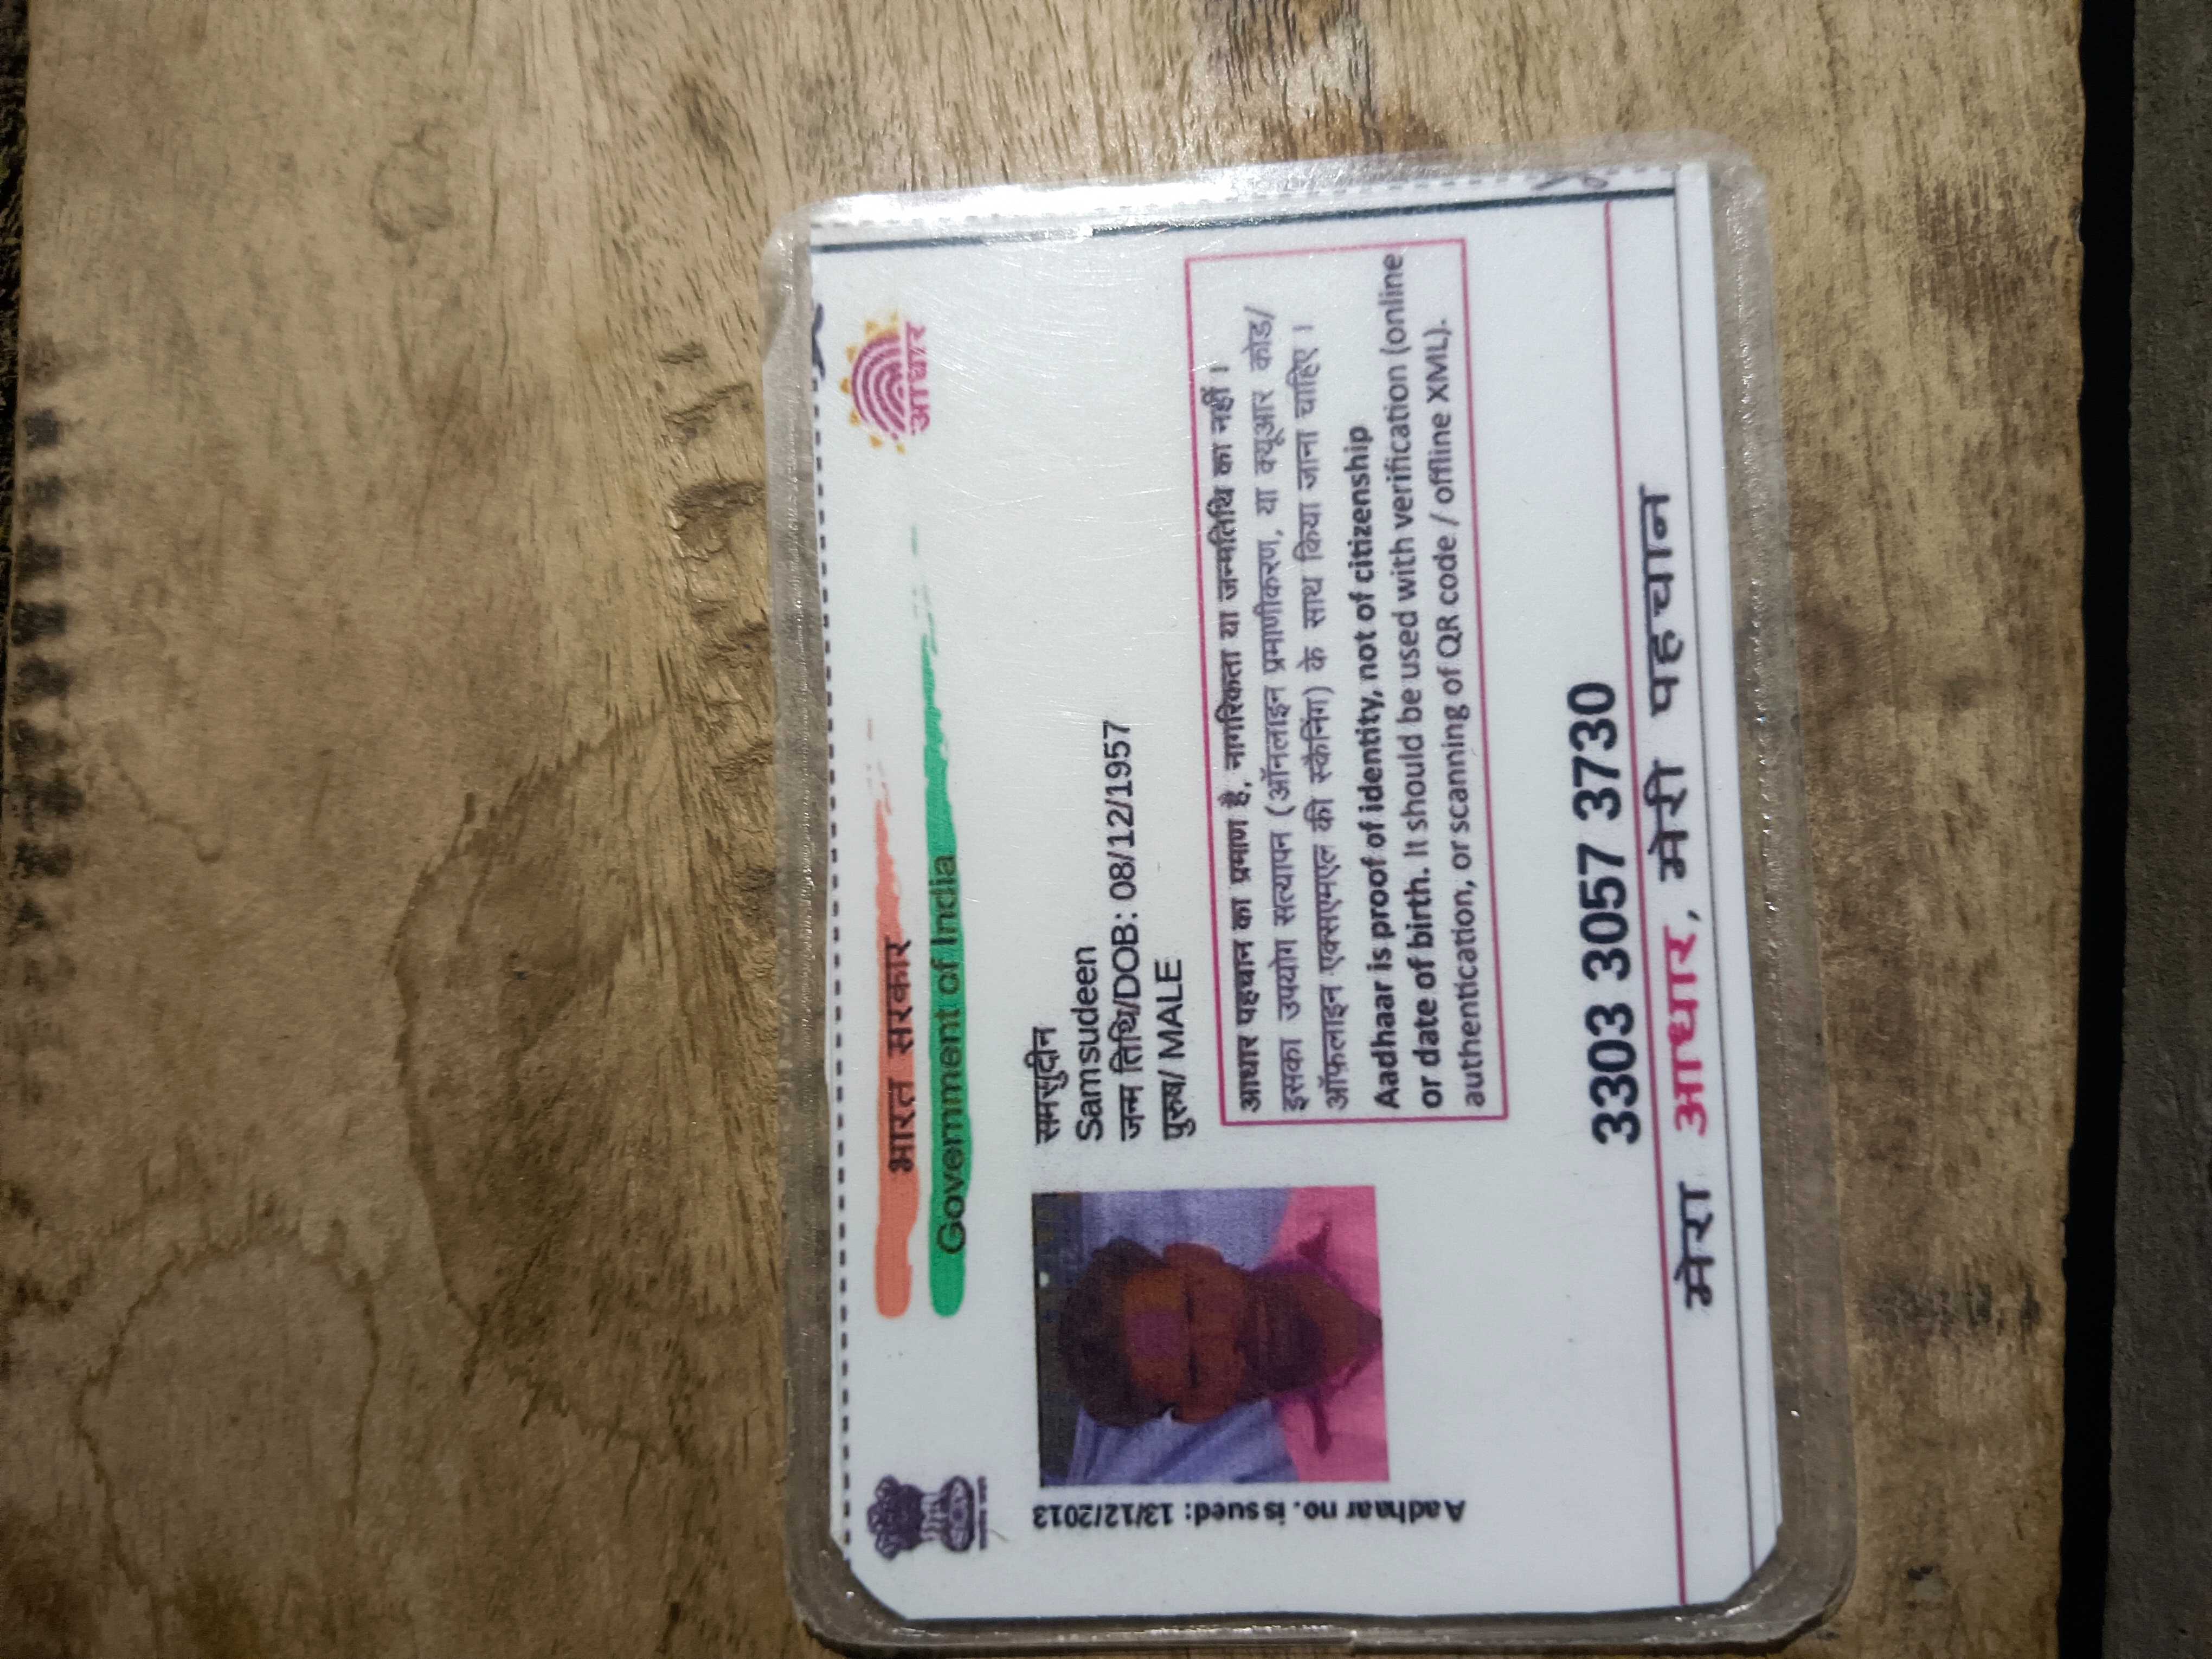 भारत सरकार
Government of India
आधार
समसुदीन
Samsudeen
जन्म तिथि/DOB: 08/12/1957
पुरुष/ MALE
Aadhaar no. issued: 13/12/2013
आधार पहचान का प्रमाण है, नागरिकता या जन्मतिथि का नहीं ।
इसका उपयोग सत्यापन (ऑनलाइन प्रमाणीकरण, या क्यूआर कोड/
ऑफ़लाइन एक्सएमएल की स्कैनिंग) के साथ किया जाना चाहिए ।
Aadhaar is proof of identity, not of citizenship
or date of birth. It should be used with verification (online
authentication, or scanning of QR code / offline XML).
3303 3057 3730
मेरा आधार, मेरी पहचान